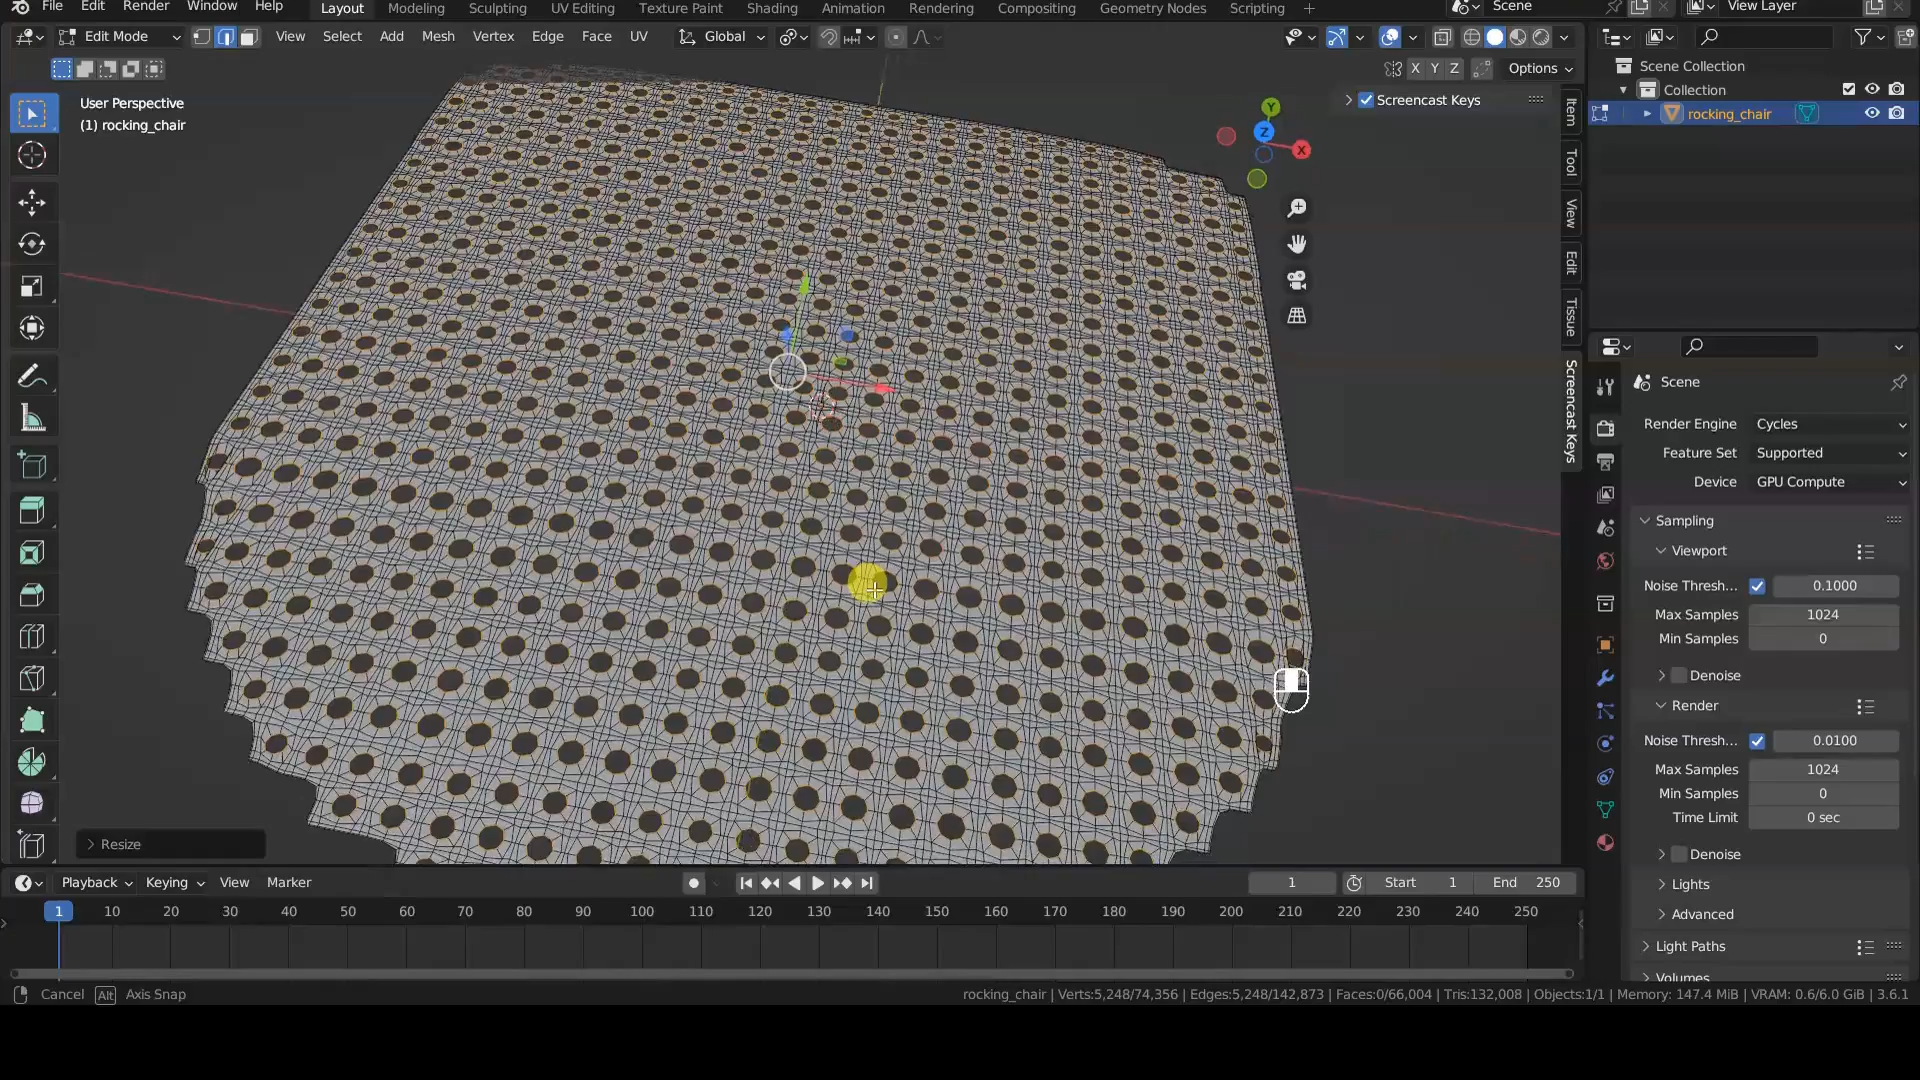 File Edit Render Window Help Layout Modeling Sculpting UV Editing Texture Paint Shading Animation Rendering Compositing Geometry Nodes Scripting + Scene View Layer
Edit Mode View Select Add Mesh Vertex Edge Face UV Global
X Y Z Options
User Perspective
(1) rocking_chair
Screencast Keys
Y
Z
X
Item
Tool
View
Edit
Tissue
Screencast Keys
Resize
Scene Collection
Collection
rocking_chair
Scene
Render Engine Cycles
Feature Set Supported
Device GPU Compute
Sampling
Viewport
Noise Thresh... 0.1000
Max Samples 1024
Min Samples 0
Denoise
Render
Noise Thresh... 0.0100
Max Samples 1024
Min Samples 0
Time Limit 0 sec
Denoise
Lights
Advanced
Light Paths
Volumes
Playback Keying View Marker 1 Start 1 End 250
1 10 20 30 40 50 60 70 80 90 100 110 120 130 140 150 160 170 180 190 200 210 220 230 240 250
Cancel Alt Axis Snap rocking_chair | Verts:5,248/74,356 | Edges:5,248/142,873 | Faces:0/66,004 | Tris:132,008 | Objects:1/1 | Memory: 147.4 MiB | VRAM: 0.6/6.0 GiB | 3.6.1